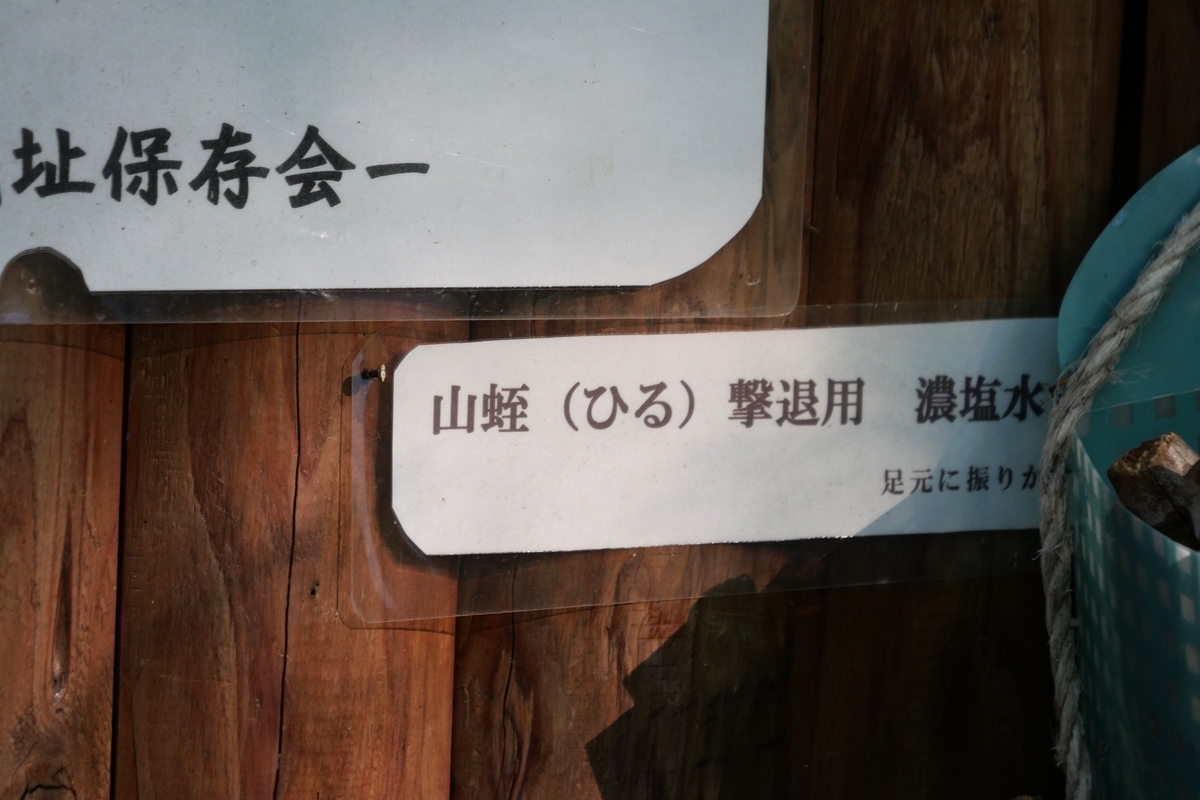 址保存会ー
山蛭（ひる）撃退用　濃塩水
足元に振りか